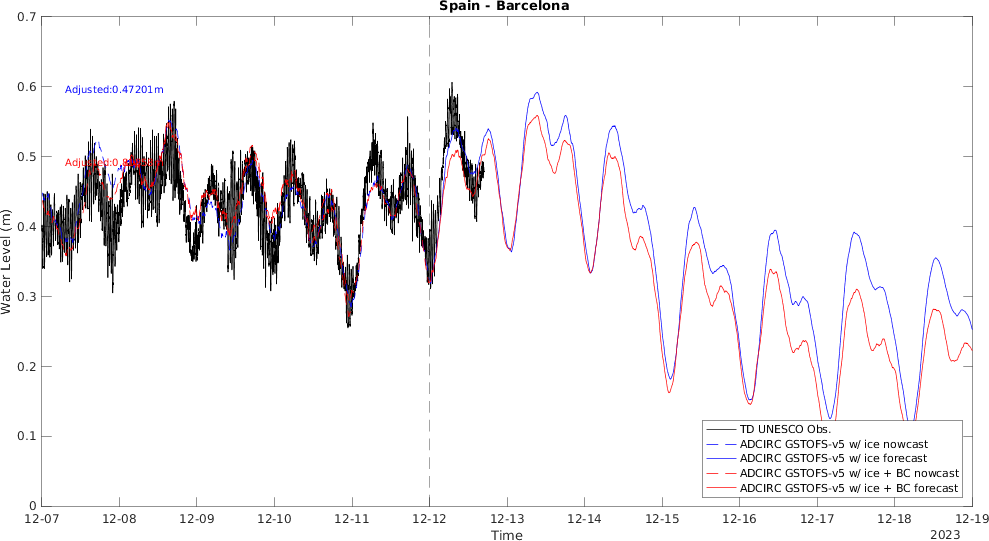 Spain - Barcelona
0.7
0.6
0.5
0.4
0.3
0.2
0.1
0
Water Level (m)
Adjusted:0.47201m
Adjusted:0.
12-07 12-08 12-09 12-10 12-11 12-12 12-13 12-14 12-15 12-16 12-17 12-18 12-19
Time
2023
TD UNESCO Obs.
ADCIRC GSTOFS-v5 w/ ice nowcast
ADCIRC GSTOFS-v5 w/ ice forecast
ADCIRC GSTOFS-v5 w/ ice + BC nowcast
ADCIRC GSTOFS-v5 w/ ice + BC forecast